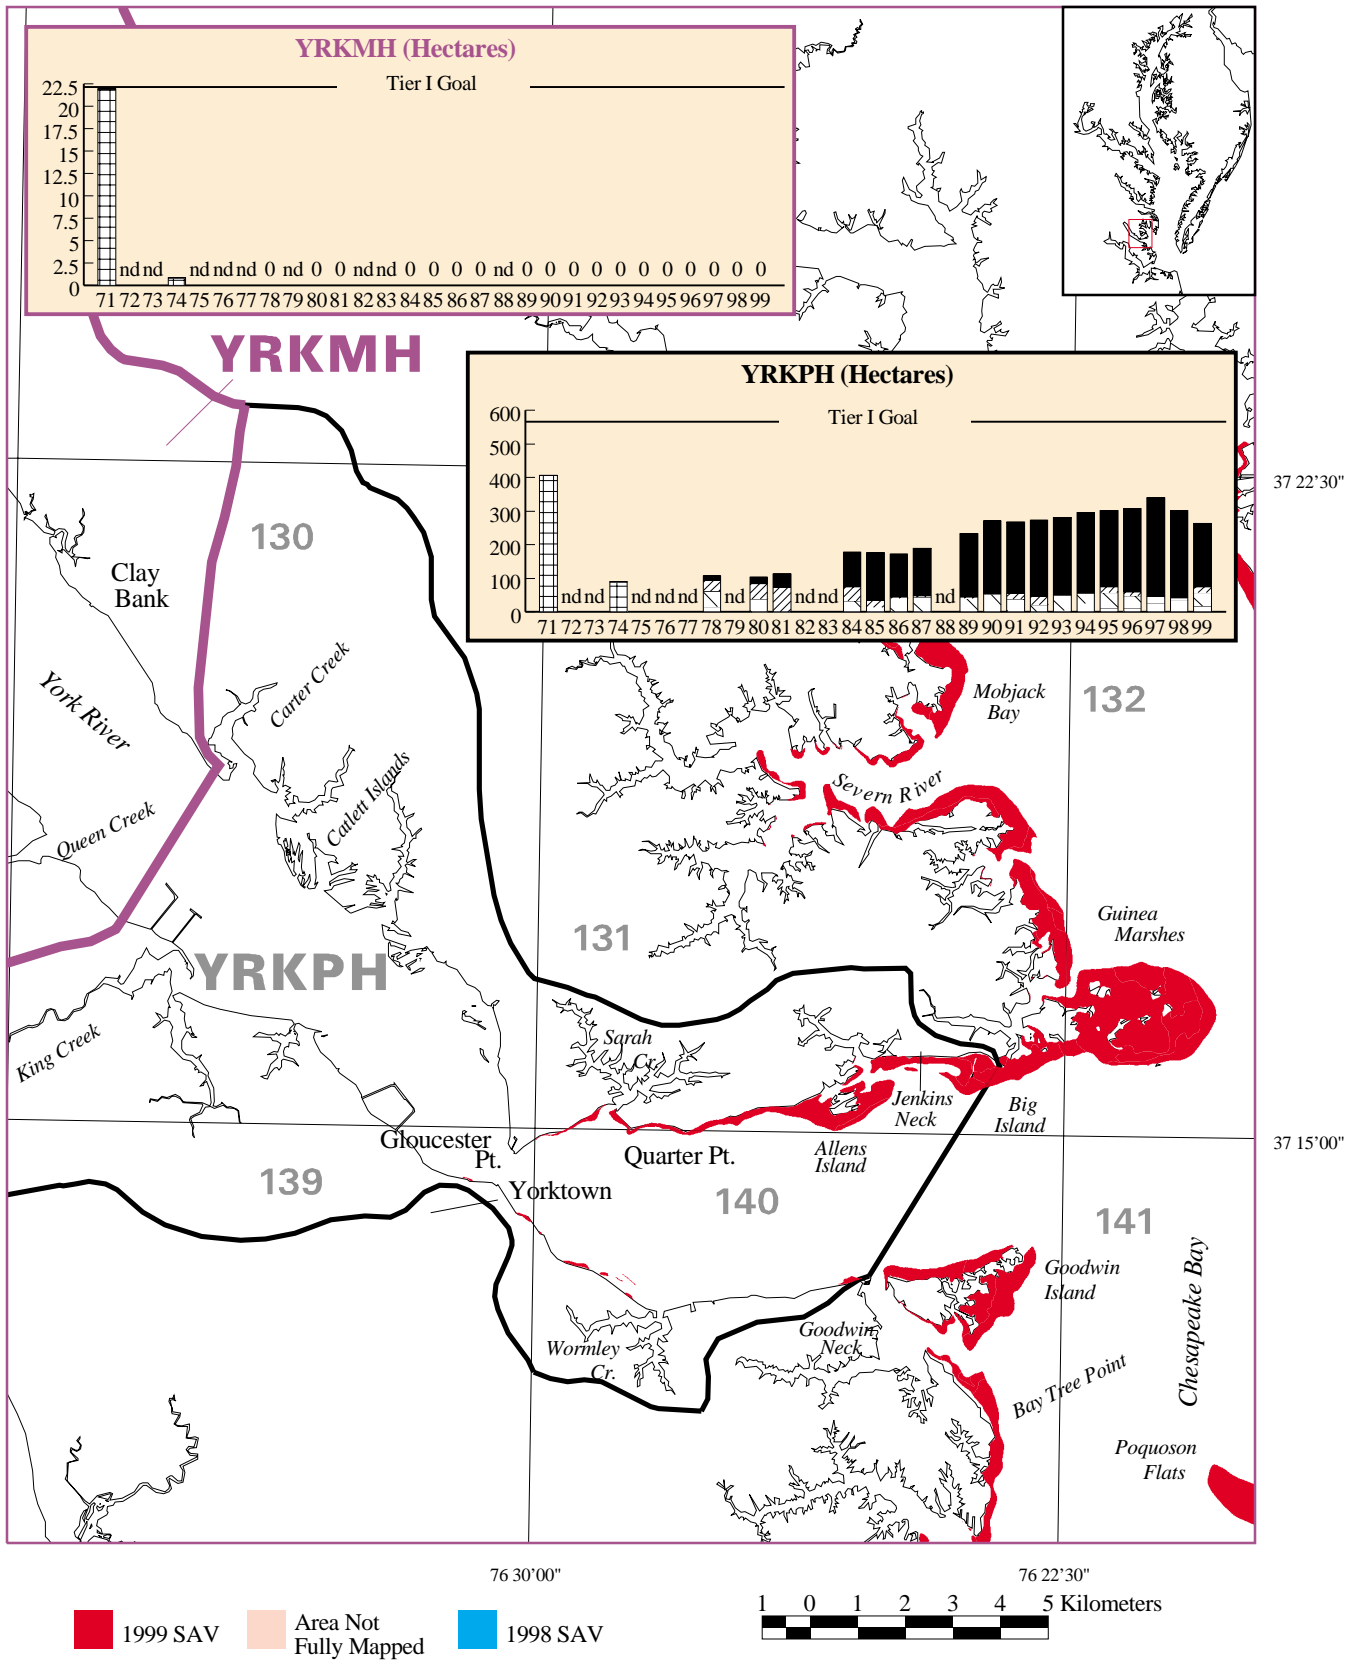 YRKMH (Hectares)
Tier I Goal
22.5
20
17.5
15
12.5
10
7.5
5
2.5
0
nd nd nd nd nd 0 nd 0 0 nd nd 0 0 0 0 nd 0 0 0 0 0 0 0 0 0 0 0
71 72 73 74 75 76 77 78 79 80 81 82 83 84 85 86 87 88 89 90 91 92 93 94 95 96 97 98 99
YRKMH
YRKPH (Hectares)
Tier I Goal
600
500
400
300
200
100
0
nd nd nd nd nd nd nd nd nd
71 72 73 74 75 76 77 78 79 80 81 82 83 84 85 86 87 88 89 90 91 92 93 94 95 96 97 98 99
37 22'30"
130
Clay
Bank
York River
Carter Creek
Mobjack
Bay
132
Severn River
Catlett Islands
Queen Creek
Guinea
Marshes
131
YRKPH
King Creek
Sarah
Cr.
Jenkins
Neck
Big
Island
Gloucester
Pt.
Quarter Pt.
Allens
Island
37 15'00"
139
Yorktown
140
141
Goodwin
Island
Chesapeake Bay
Goodwin
Neck
Wormley
Cr.
Bay Tree Point
Poquoson
Flats
76 30'00"
76 22'30"
1 0 1 2 3 4 5 Kilometers
1999 SAV
Area Not
Fully Mapped
1998 SAV